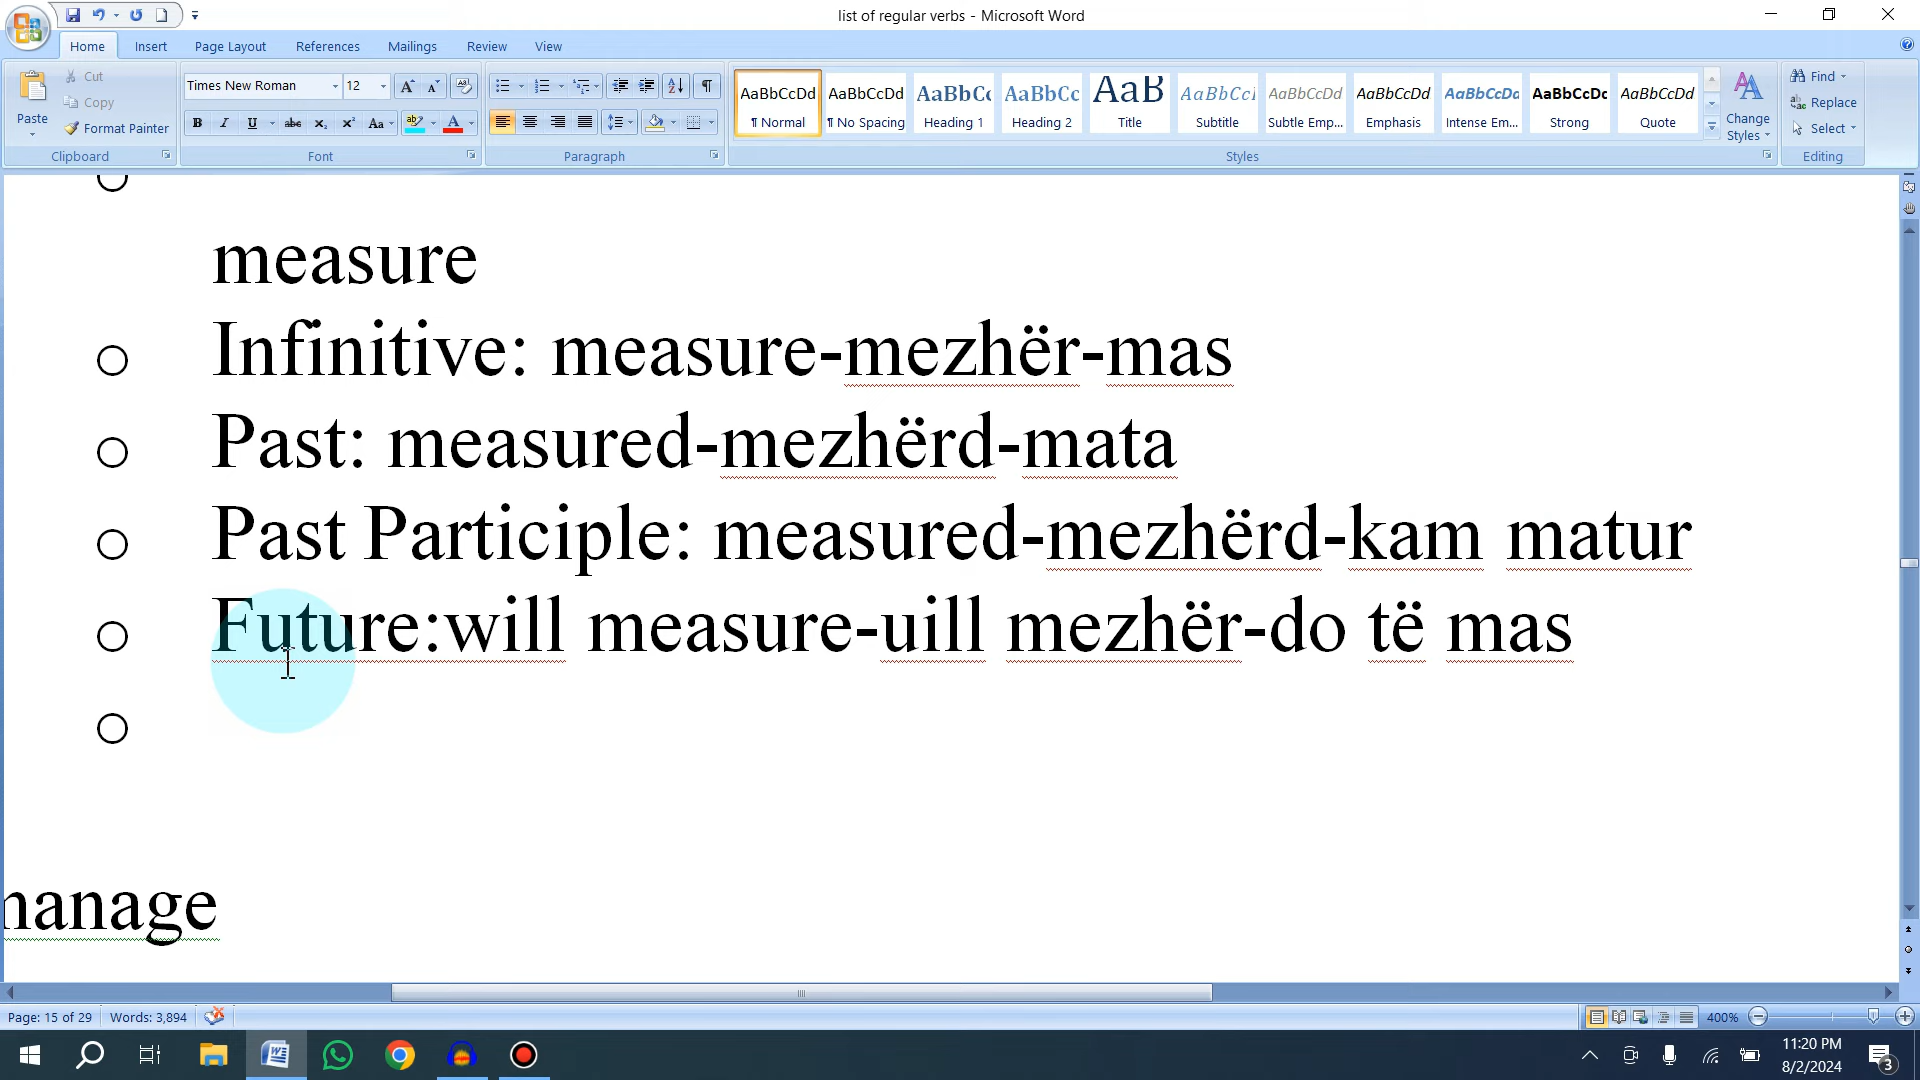 list of regular verbs - Microsoft Word
Home Insert Page Layout References Mailings Review View
Paste Cut Copy Format Painter
Times New Roman 12
AaBbCcDd AaBbCcDd AaBbCc AaBbCc AaB AaBbCcI AaBbCcDd AaBbCcDd AaBbCcDd AaBbCcDc AaBbCcDd
¶ Normal ¶ No Spacing Heading 1 Heading 2 Title Subtitle Subtle Emp... Emphasis Intense Em... Strong Quote
Change Styles
Find
Replace
Select
Clipboard Font Paragraph Styles Editing
measure
Infinitive: measure-mezhër-mas
Past: measured-mezhërd-mata
Past Participle: measured-mezhërd-kam matur
Future:will measure-uill mezhër-do të mas
manage
Page: 15 of 29 Words: 3,894 400%
11:20 PM
8/2/2024
3